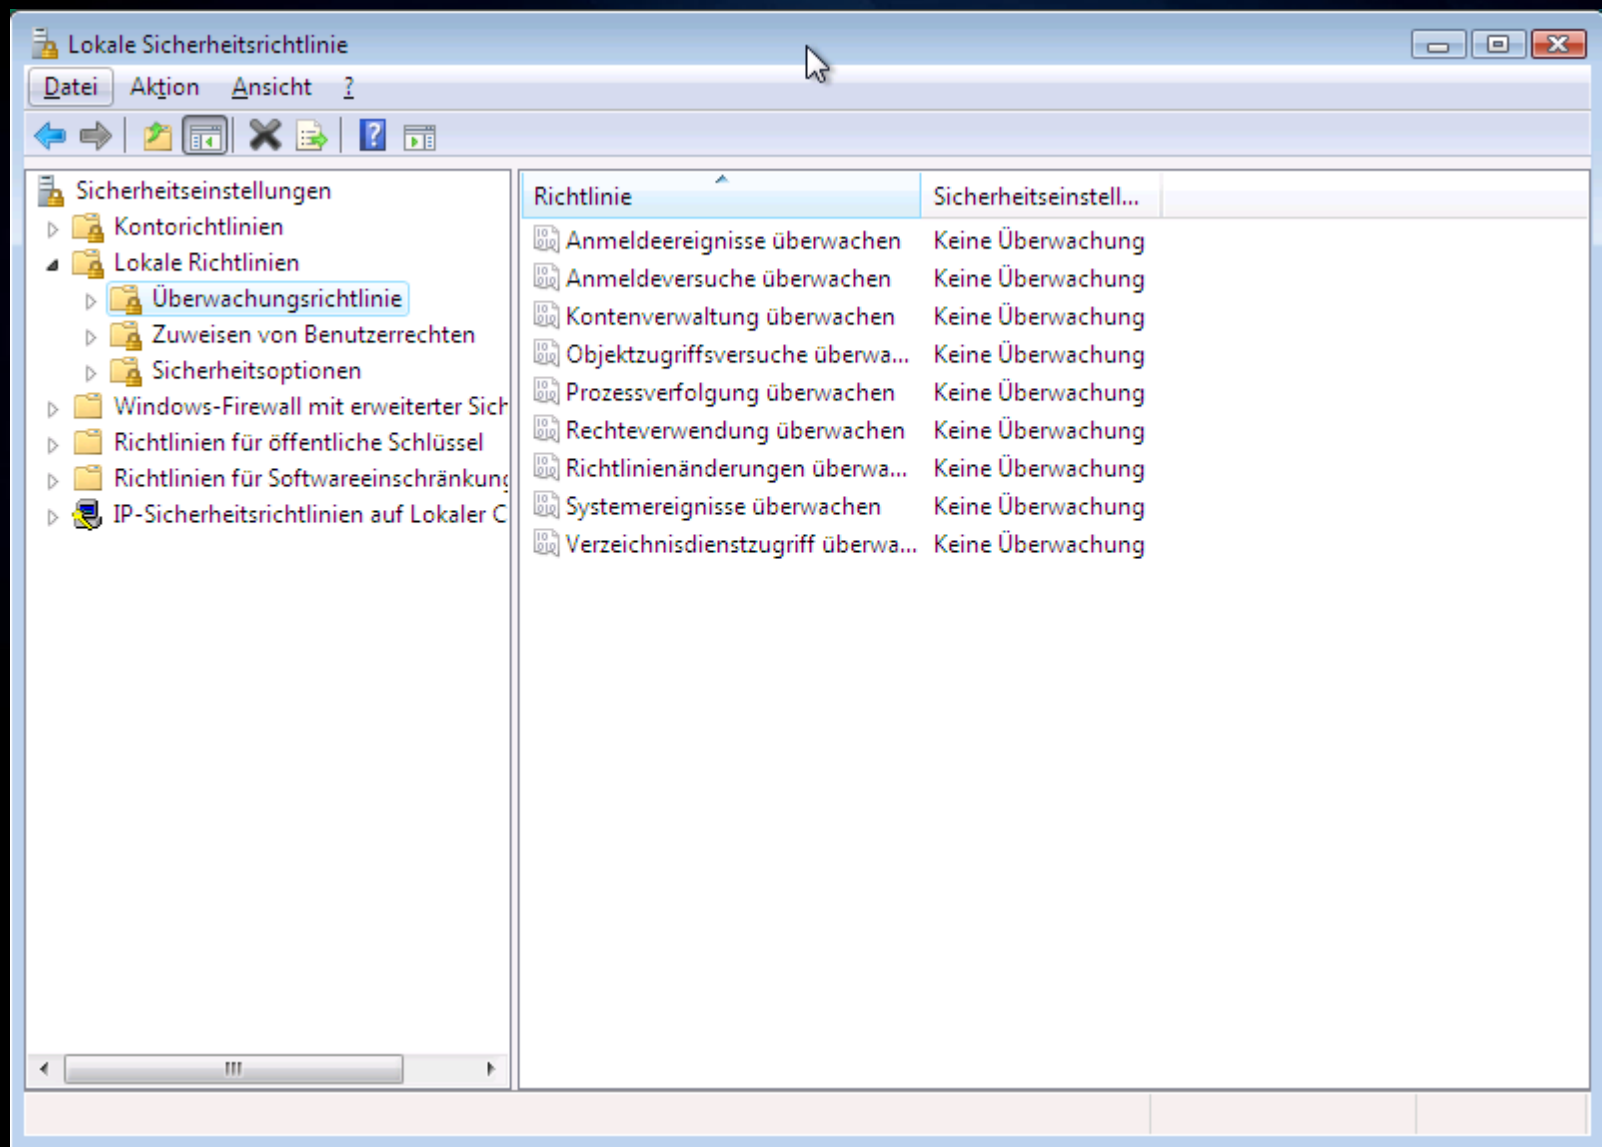 Lokale Sicherheitsrichtlinie
Datei Aktion Ansicht ?
Sicherheitseinstellungen
Kontorichtlinien
Lokale Richtlinien
Überwachungsrichtlinie
Zuweisen von Benutzerrechten
Sicherheitsoptionen
Windows-Firewall mit erweiterter Sich
Richtlinien für öffentliche Schlüssel
Richtlinien für Softwareeinschränkung
IP-Sicherheitsrichtlinien auf Lokaler C
Richtlinie Sicherheitseinstell...
Anmeldeereignisse überwachen Keine Überwachung
Anmeldeversuche überwachen Keine Überwachung
Kontenverwaltung überwachen Keine Überwachung
Objektzugriffsversuche überwa... Keine Überwachung
Prozessverfolgung überwachen Keine Überwachung
Rechteverwendung überwachen Keine Überwachung
Richtlinienänderungen überwa... Keine Überwachung
Systemereignisse überwachen Keine Überwachung
Verzeichnisdienstzugriff überwa... Keine Überwachung